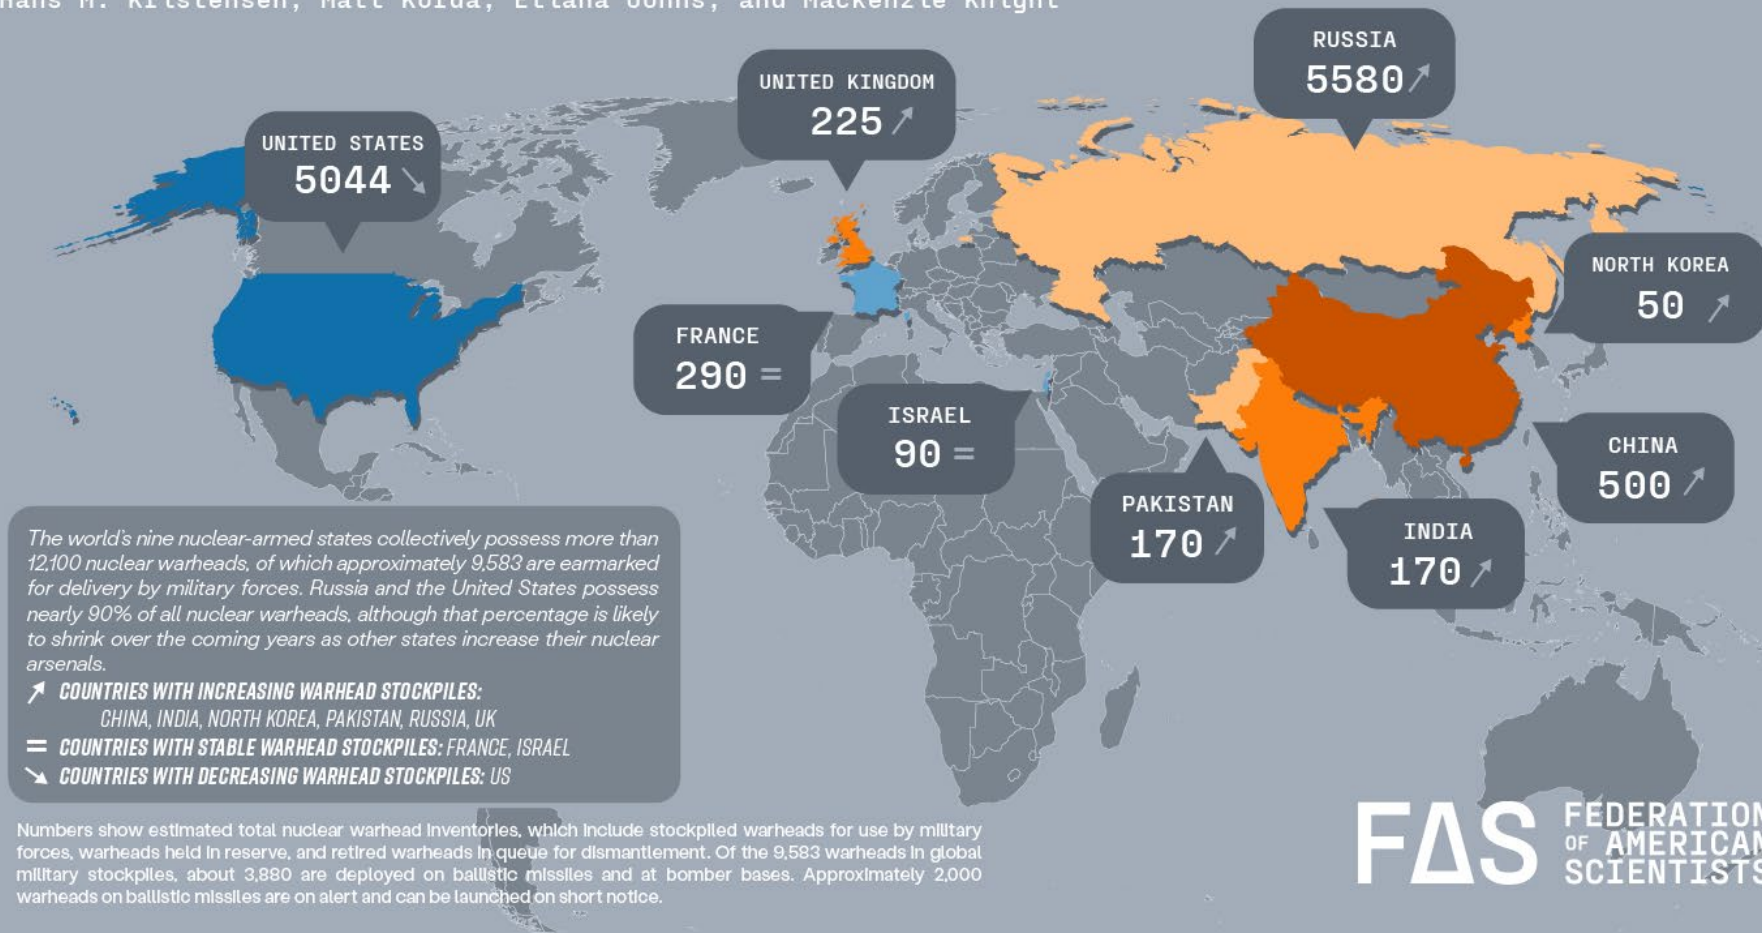 Hans M. Kristensen, Matt Korda, Eliana Johns, and Mackenzie Knight
RUSSIA
5580
UNITED KINGDOM
225
UNITED STATES
5044
NORTH KOREA
50
FRANCE
290 =
ISRAEL
90 =
CHINA
500
PAKISTAN
170
INDIA
170
The world's nine nuclear-armed states collectively possess more than
12,100 nuclear warheads, of which approximately 9,583 are earmarked
for delivery by military forces. Russia and the United States possess
nearly 90% of all nuclear warheads, although that percentage is likely
to shrink over the coming years as other states increase their nuclear
arsenals.
COUNTRIES WITH INCREASING WARHEAD STOCKPILES:
CHINA, INDIA, NORTH KOREA, PAKISTAN, RUSSIA, UK
= COUNTRIES WITH STABLE WARHEAD STOCKPILES: FRANCE, ISRAEL
COUNTRIES WITH DECREASING WARHEAD STOCKPILES: US
Numbers show estimated total nuclear warhead inventories, which include stockpiled warheads for use by military
forces, warheads held in reserve, and retired warheads in queue for dismantlement. Of the 9,583 warheads in global
military stockpiles, about 3,880 are deployed on ballistic missiles and at bomber bases. Approximately 2,000
warheads on ballistic missiles are on alert and can be launched on short notice.
FAS
FEDERATION
OF AMERICAN
SCIENTISTS